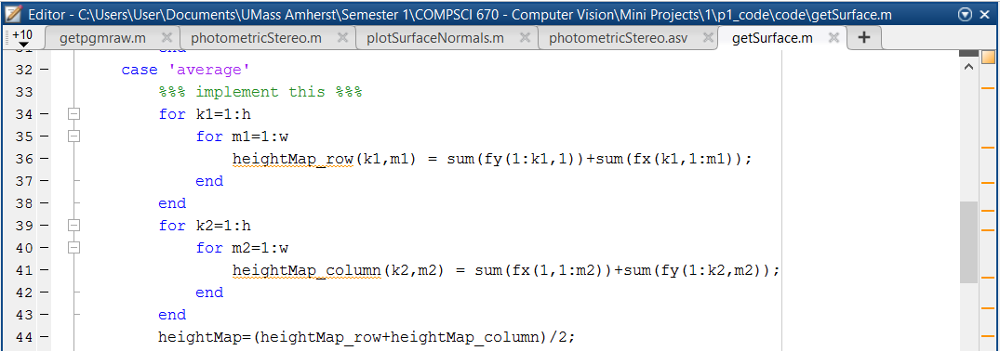 Editor - C:\Users\User\Documents\UMass Amherst\Semester 1\COMPSCI 670 - Computer Vision\Mini Projects\1\p1_code\code\getSurface.m
+10 getpgmraw.m photometricStereo.m plotSurfaceNormals.m photometricStereo.asv getSurface.m +
31 - end
32 - case 'average'
33 %%% implement this %%%
34 - for k1=1:h
35 - for m1=1:w
36 - heightMap_row(k1,m1) = sum(fy(1:k1,1))+sum(fx(k1,1:m1));
37 - end
38 - end
39 - for k2=1:h
40 - for m2=1:w
41 - heightMap_column(k2,m2) = sum(fx(1,1:m2))+sum(fy(1:k2,m2));
42 - end
43 - end
44 - heightMap=(heightMap_row+heightMap_column)/2;